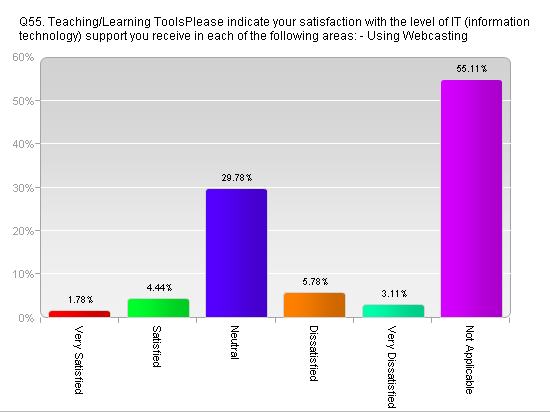 Q55. Teaching/Learning ToolsPlease indicate your satisfaction with the level of IT (information
technology) support you receive in each of the following areas: - Using Webcasting
60%
50%
40%
30%
20%
10%
0%
1.78%
4.44%
29.78%
5.78%
3.11%
55.11%
Very Satisfied
Satisfied
Neutral
Dissatisfied
Very Dissatisfied
Not Applicable